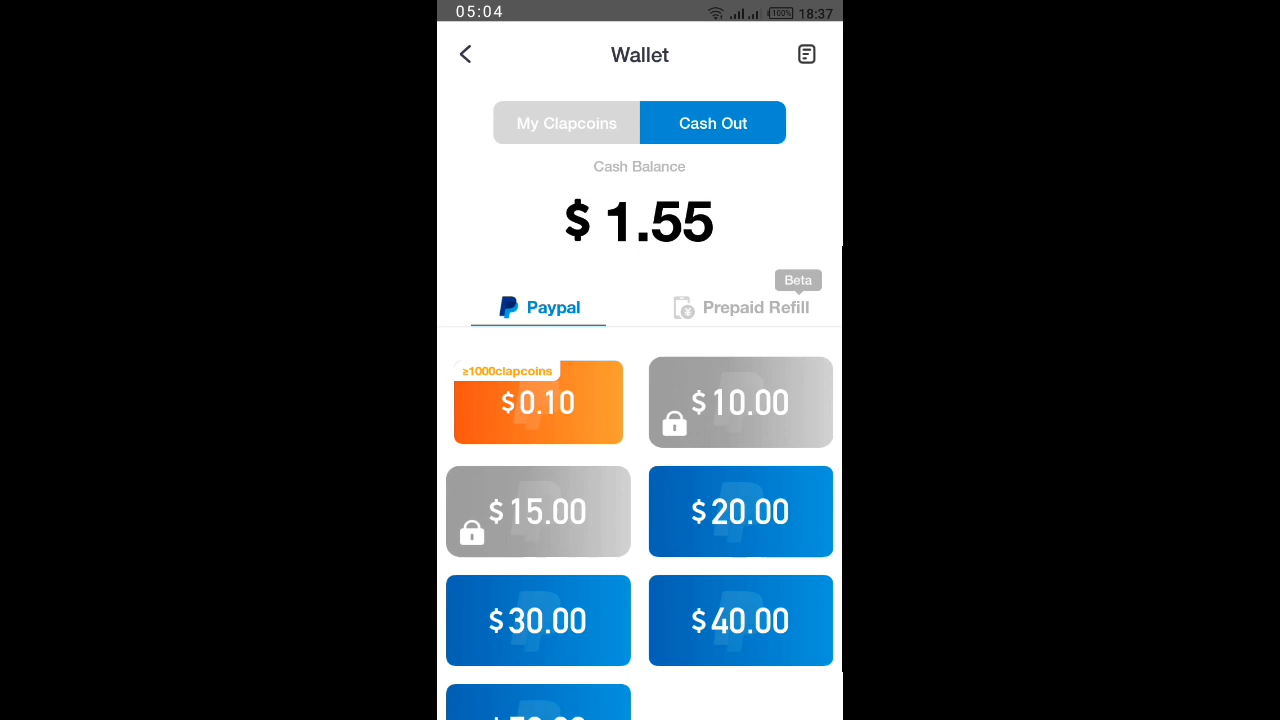 05:04
100%
18:37
Wallet
My Clapcoins
Cash Out
Cash Balance
$ 1.55
Beta
Paypal
Prepaid Refill
≥1000clapcoins
$0.10
$10.00
$15.00
$20.00
$30.00
$40.00